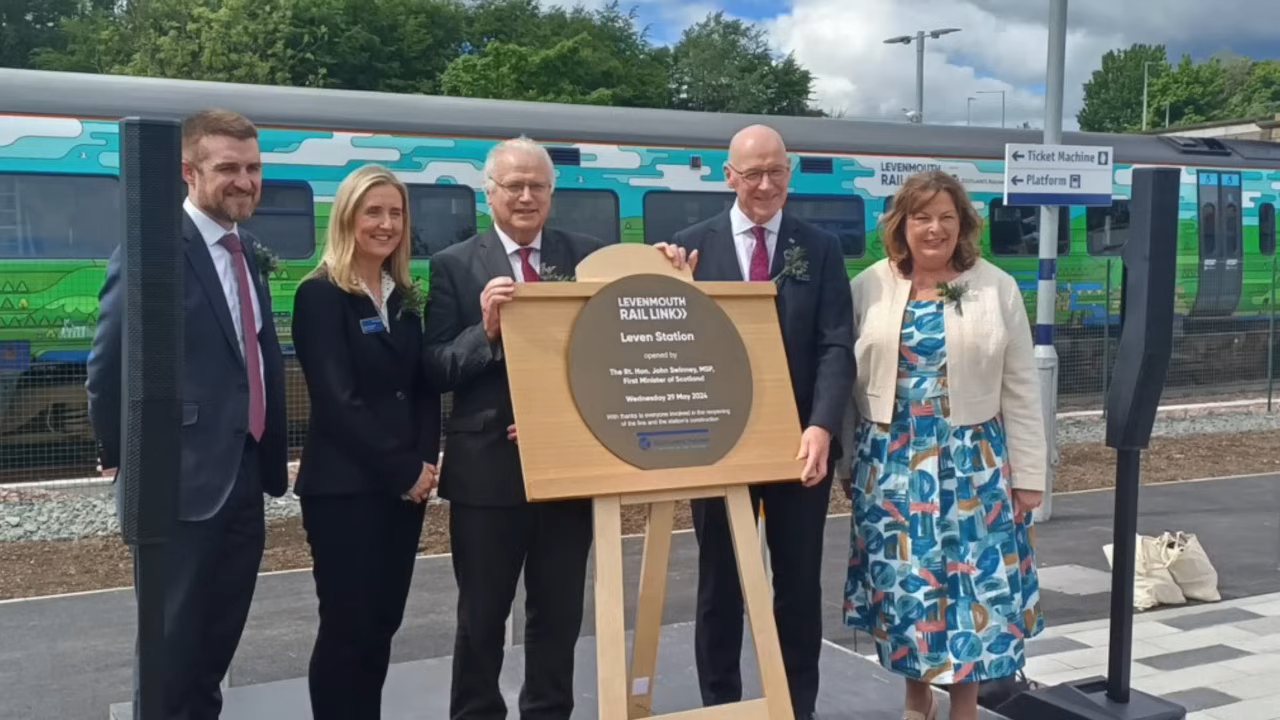 LEVENMOUTH
RAIL LINK
← Ticket Machine
← Platform
LEVENMOUTH
RAIL LINK
Leven Station
opened by
The Rt. Hon. John Swinney, MSP,
First Minister of Scotland
Wednesday 29 May 2024
With thanks to everyone involved in the reopening
of the line and the station's construction